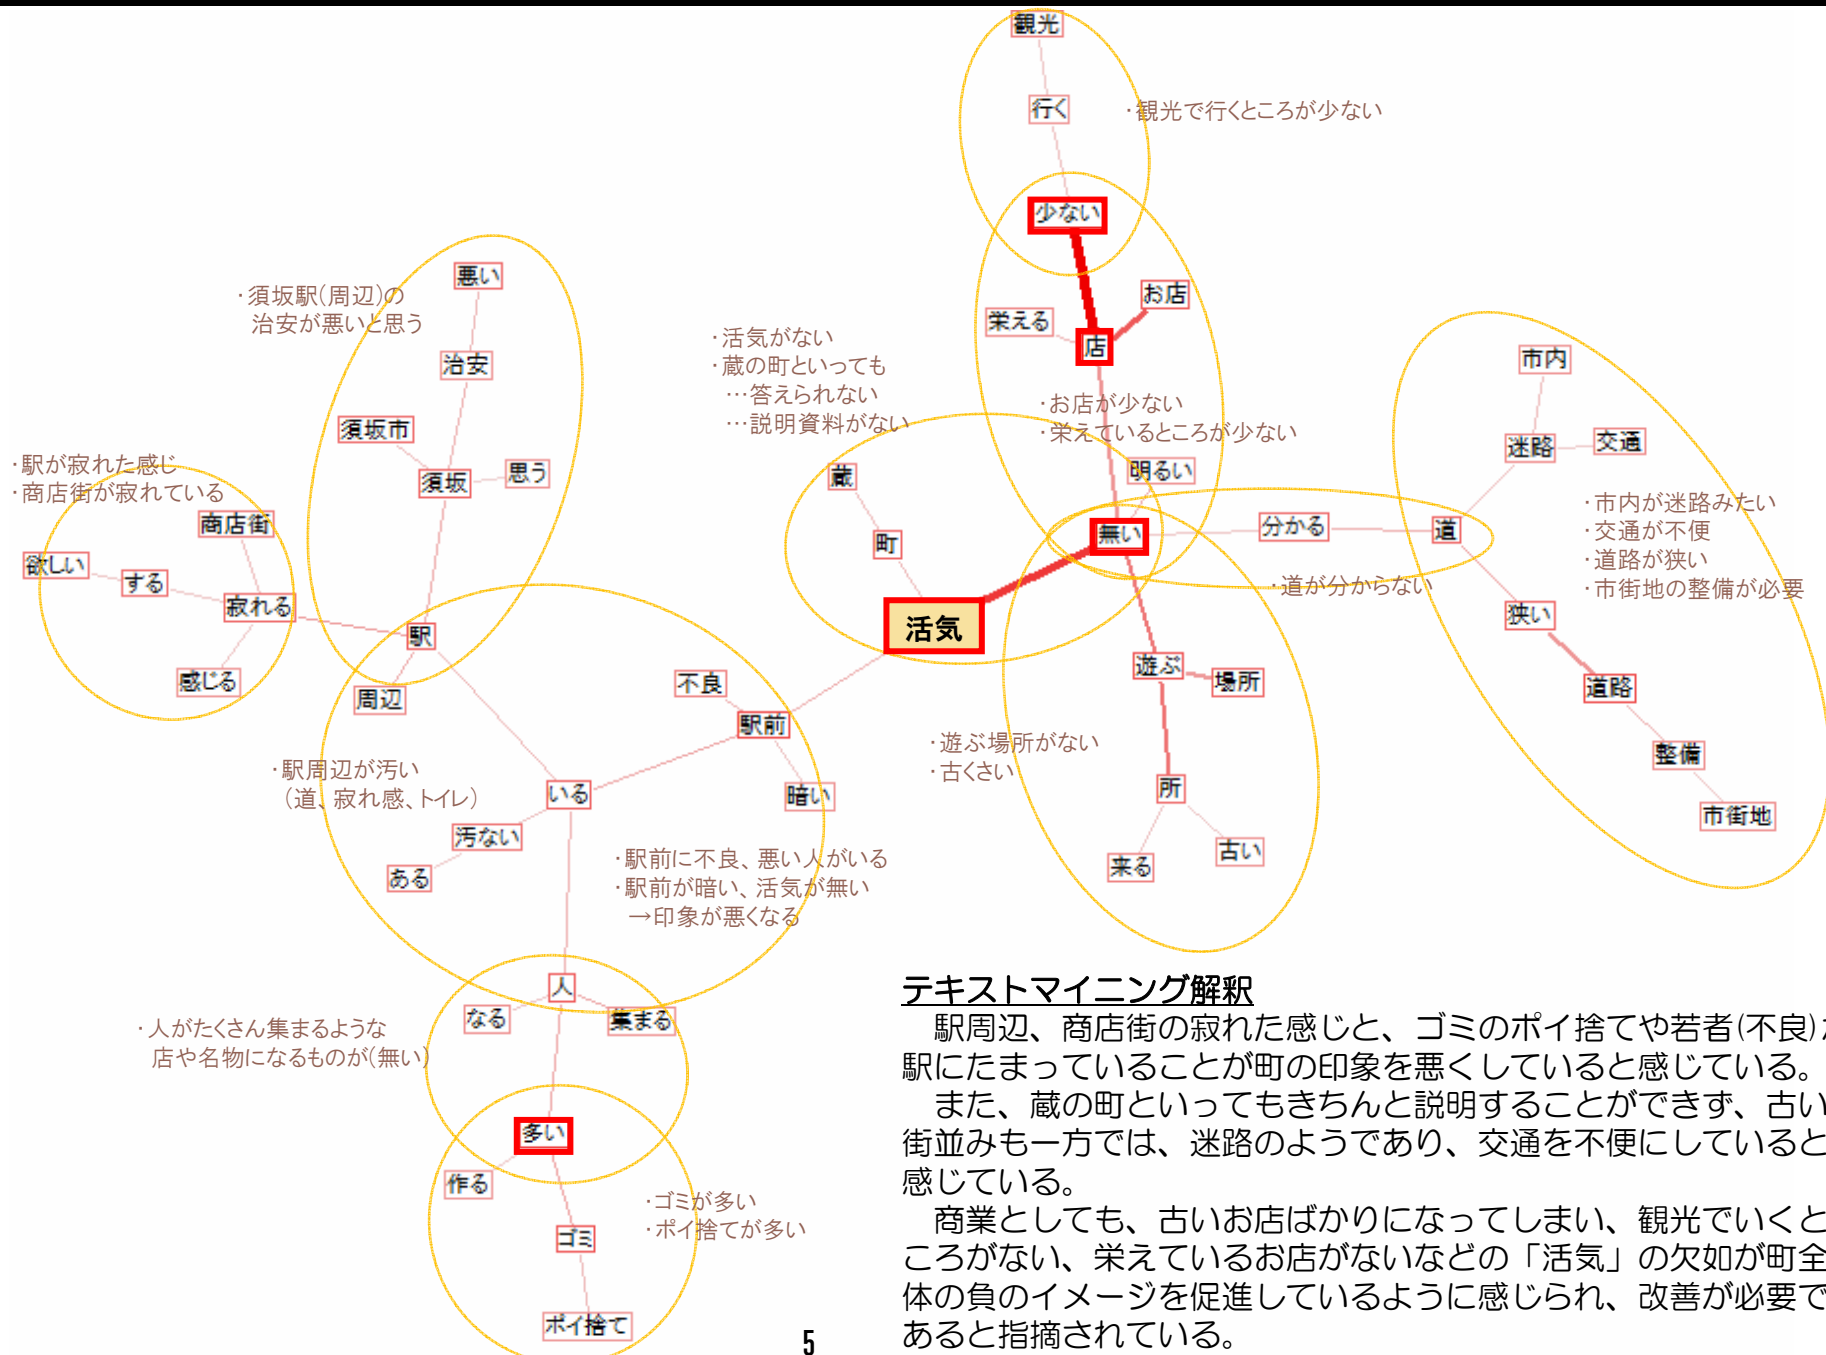 観光
行く
・観光で行くところが少ない
少ない
お店
栄える
店
・お店が少ない
・栄えているところが少ない
明るい
悪い
・須坂駅(周辺)の
治安が悪いと思う
治安
須坂市
須坂
思う
・活気がない
・蔵の町といっても
…答えられない
…説明資料がない
蔵
町
無い
活気
分かる
道
・道が分からない
市内
迷路
交通
・市内が迷路みたい
・交通が不便
・道路が狭い
・市街地の整備が必要
狭い
道路
整備
市街地
・駅が寂れた感じ
・商店街が寂れている
商店街
欲しい
する
寂れる
感じる
駅
周辺
不良
駅前
暗い
遊ぶ
場所
・遊ぶ場所がない
・古くさい
所
来る
古い
・駅周辺が汚い
(道、寂れ感、トイレ)
いる
汚ない
ある
・駅前に不良、悪い人がいる
・駅前が暗い、活気が無い
→印象が悪くなる
人
なる
集まる
・人がたくさん集まるような
店や名物になるものが(無い)
多い
作る
ゴミ
・ゴミが多い
・ポイ捨てが多い
ポイ捨て
テキストマイニング解釈
駅周辺、商店街の寂れた感じと、ゴミのポイ捨てや若者(不良)が
駅にたまっていることが町の印象を悪くしていると感じている。
また、蔵の町といってもきちんと説明することができず、古い
街並みも一方では、迷路のようであり、交通を不便にしていると
感じている。
商業としても、古いお店ばかりになってしまい、観光でいくと
ころがない、栄えているお店がないなどの「活気」の欠如が町全
体の負のイメージを促進しているように感じられ、改善が必要で
あると指摘されている。
5